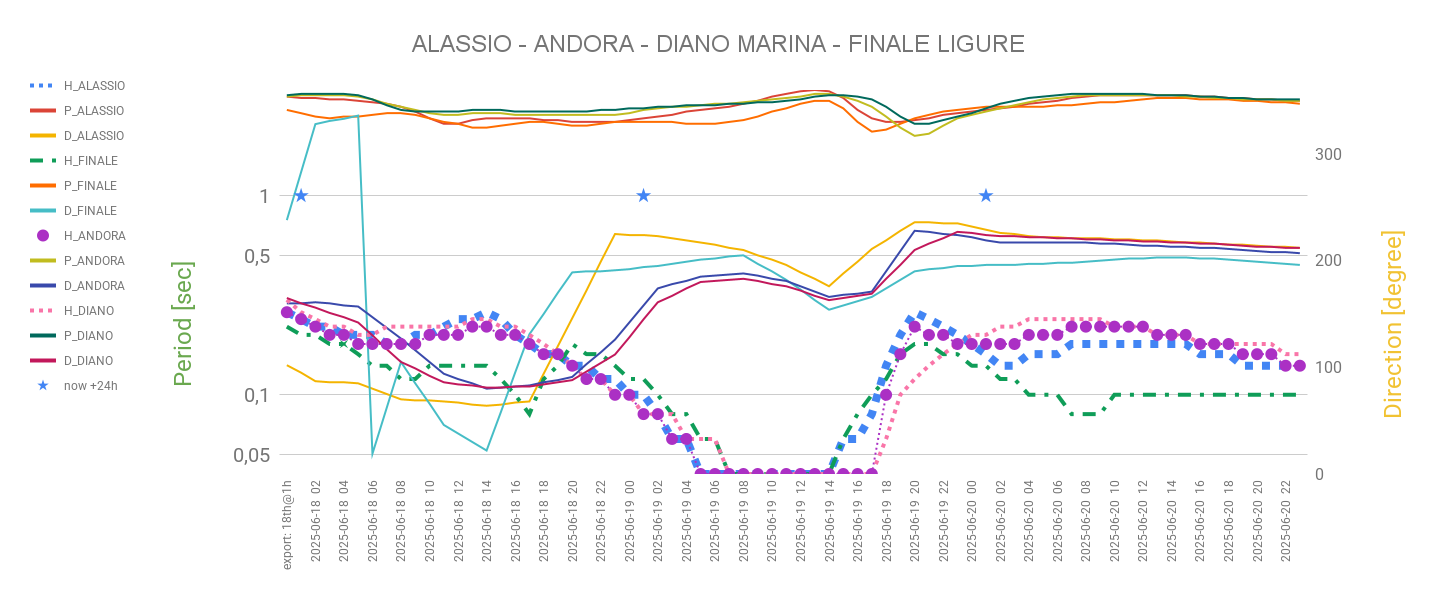 ALASSIO - ANDORA - DIANO MARINA - FINALE LIGURE
H_ALASSIO
P_ALASSIO
D_ALASSIO
H_FINALE
P_FINALE
D_FINALE
H_ANDORA
P_ANDORA
D_ANDORA
H_DIANO
P_DIANO
D_DIANO
now +24h
Period [sec]
1
0,5
0,1
0,05
300
200
100
0
Direction [degree]
export: 18th@1h
2025-06-18 02
2025-06-18 04
2025-06-18 06
2025-06-18 08
2025-06-18 10
2025-06-18 12
2025-06-18 14
2025-06-18 16
2025-06-18 18
2025-06-18 20
2025-06-18 22
2025-06-19 00
2025-06-19 02
2025-06-19 04
2025-06-19 06
2025-06-19 08
2025-06-19 10
2025-06-19 12
2025-06-19 14
2025-06-19 16
2025-06-19 18
2025-06-19 20
2025-06-19 22
2025-06-20 00
2025-06-20 02
2025-06-20 04
2025-06-20 06
2025-06-20 08
2025-06-20 10
2025-06-20 12
2025-06-20 14
2025-06-20 16
2025-06-20 18
2025-06-20 20
2025-06-20 22